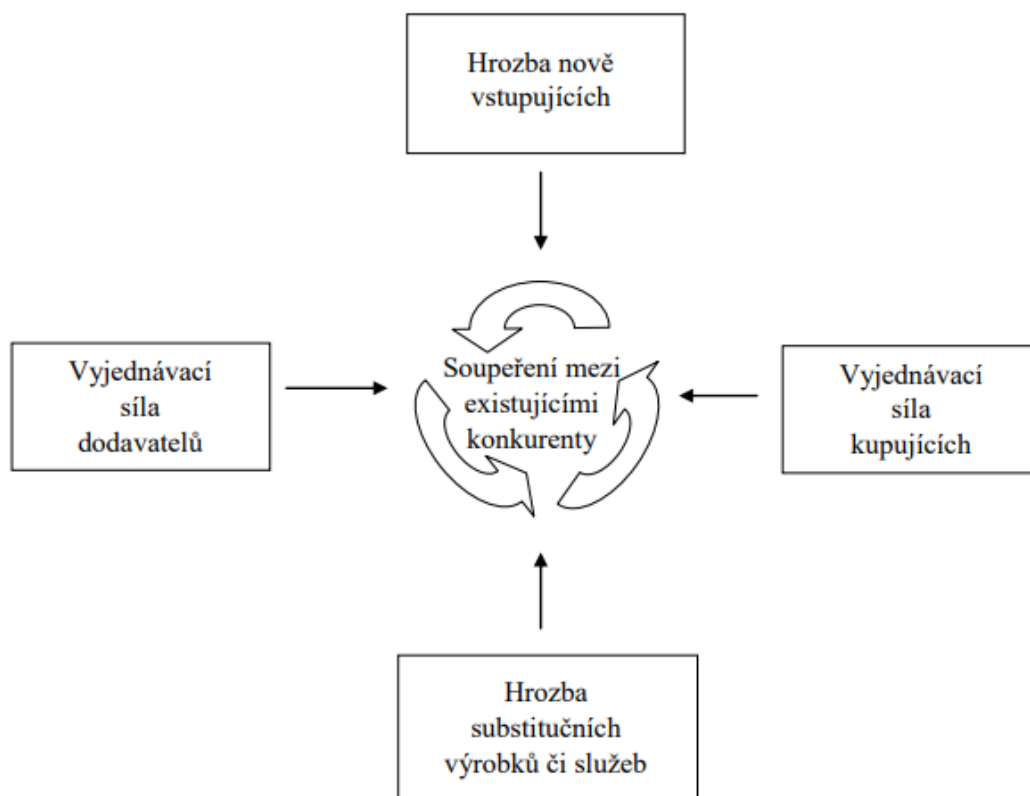 Hrozba nově
vstupujících
Vyjednávací
síla
dodavatelů
Soupeření mezi
existujícími
konkurenty
Vyjednávací
síla
kupujících
Hrozba
substitučních
výrobků či služeb